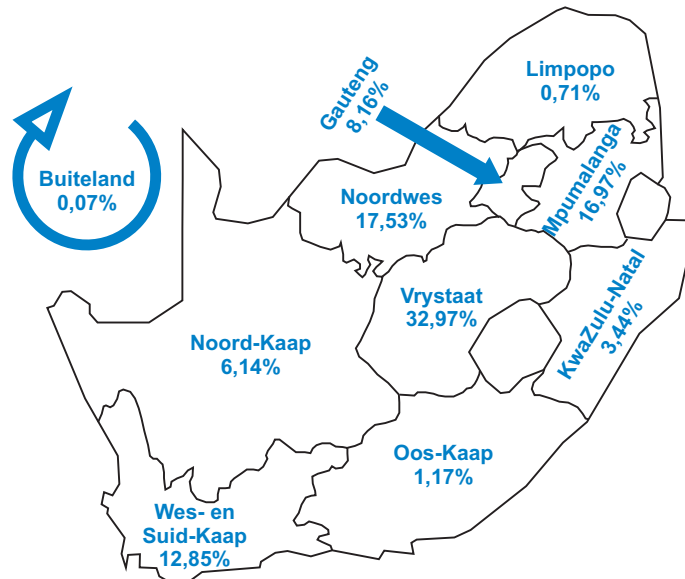 Limpopo
0,71%
Gauteng
8,16%
Mpumalanga
16,97%
Buiteland
0,07%
Noordwes
17,53%
Vrystaat
32,97%
KwaZulu-Natal
3,44%
Noord-Kaap
6,14%
Oos-Kaap
1,17%
Wes- en
Suid-Kaap
12,85%